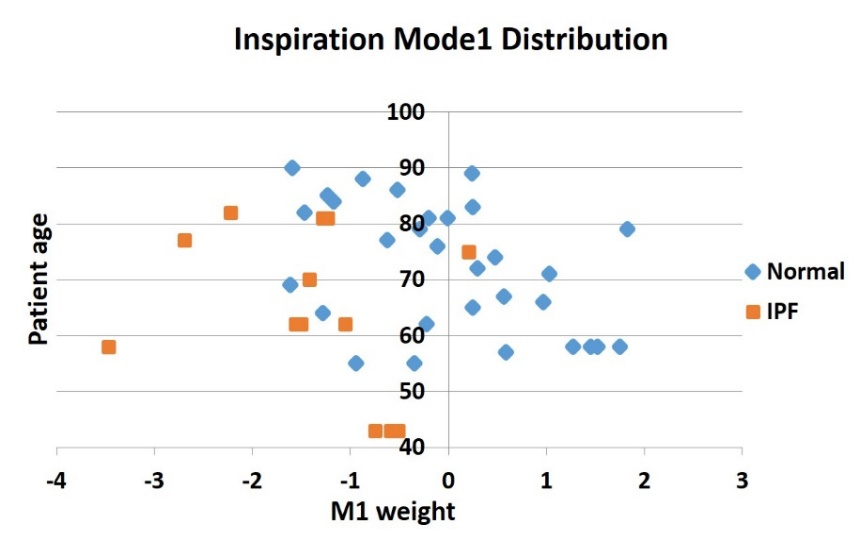 Inspiration Mode1 Distribution
100
90
80
70
60
50
40
Patient age
-4 -3 -2 -1 0 1 2 3
M1 weight
Normal
IPF